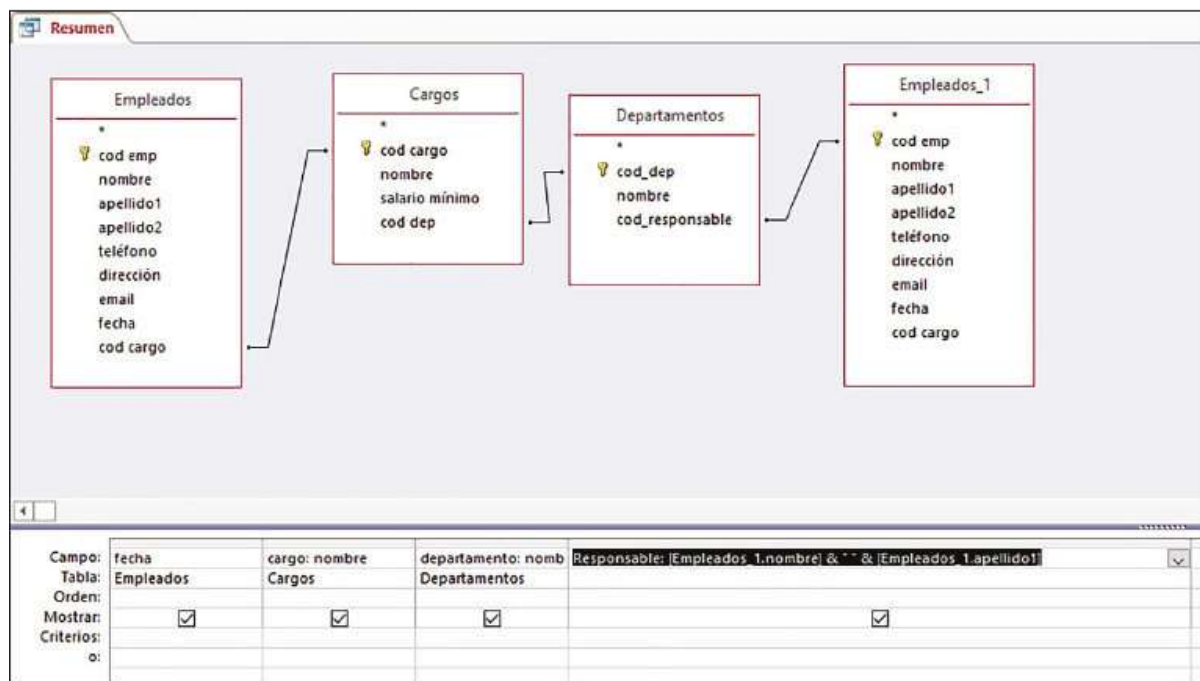 Resumen
Empleados
*
cod emp
nombre
apellido1
apellido2
teléfono
dirección
email
fecha
cod cargo
Cargos
*
cod cargo
nombre
salario mínimo
cod dep
Departamentos
*
cod_dep
nombre
cod_responsable
Empleados_1
*
cod emp
nombre
apellido1
apellido2
teléfono
dirección
email
fecha
cod cargo
Campo: fecha cargo: nombre departamento: nomb Responsable: [Empleados_1.nombre] & " " & [Empleados_1.apellido1]
Tabla: Empleados Cargos Departamentos
Orden:
Mostrar:
Criterios:
o: